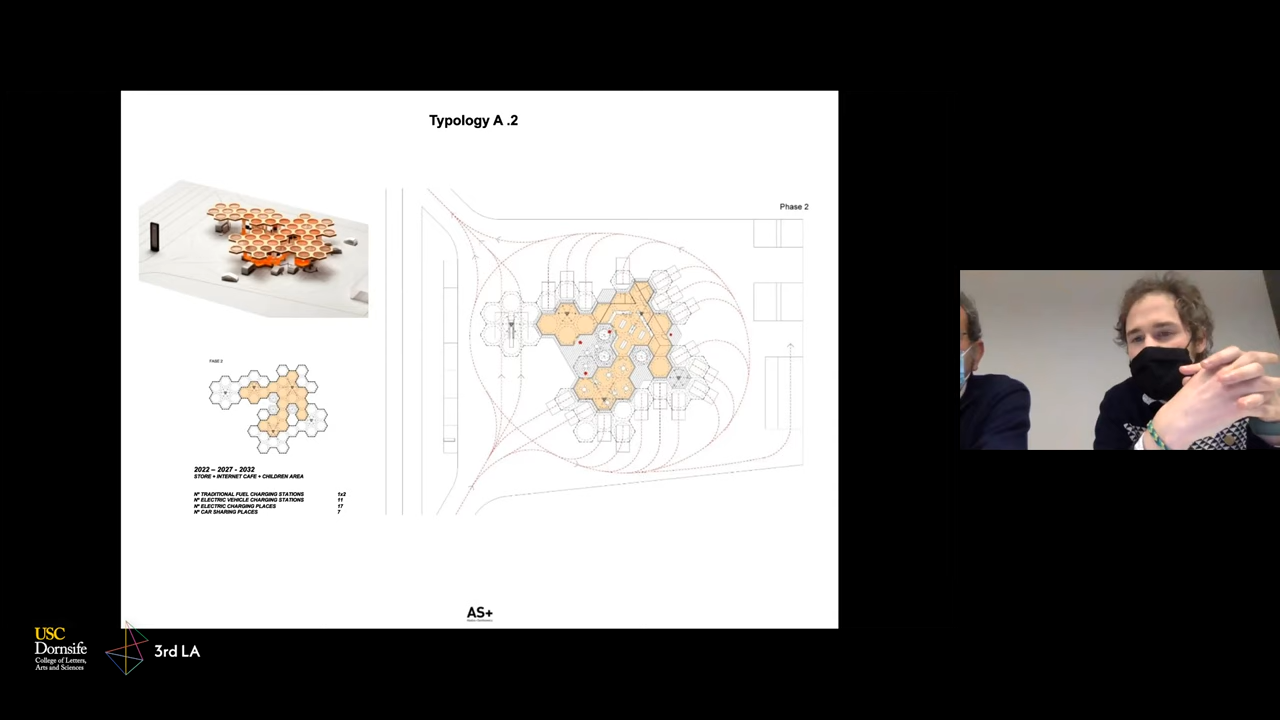 Typology A .2
Phase 2
FASE 2
2022 – 2027 - 2032
STORE + INTERNET CAFE + CHILDREN AREA
N° TRADITIONAL FUEL CHARGING STATIONS 1x2
N° ELECTRIC VEHICLE CHARGING STATIONS 11
N° ELECTRIC CHARGING PLACES 17
N° CAR SHARING PLACES 7
AS+
USC
Dornsife
College of Letters,
Arts and Sciences
3rd LA